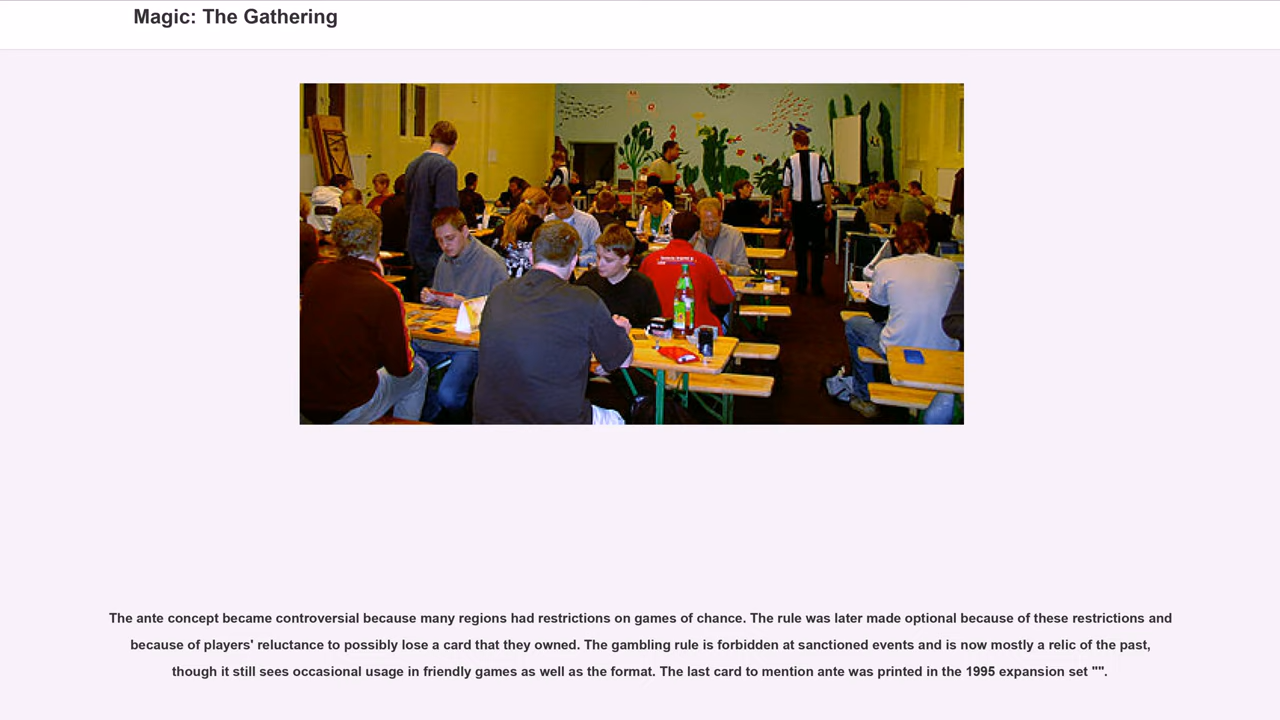 Magic: The Gathering
The ante concept became controversial because many regions had restrictions on games of chance. The rule was later made optional because of these restrictions and
because of players' reluctance to possibly lose a card that they owned. The gambling rule is forbidden at sanctioned events and is now mostly a relic of the past,
though it still sees occasional usage in friendly games as well as the format. The last card to mention ante was printed in the 1995 expansion set "".